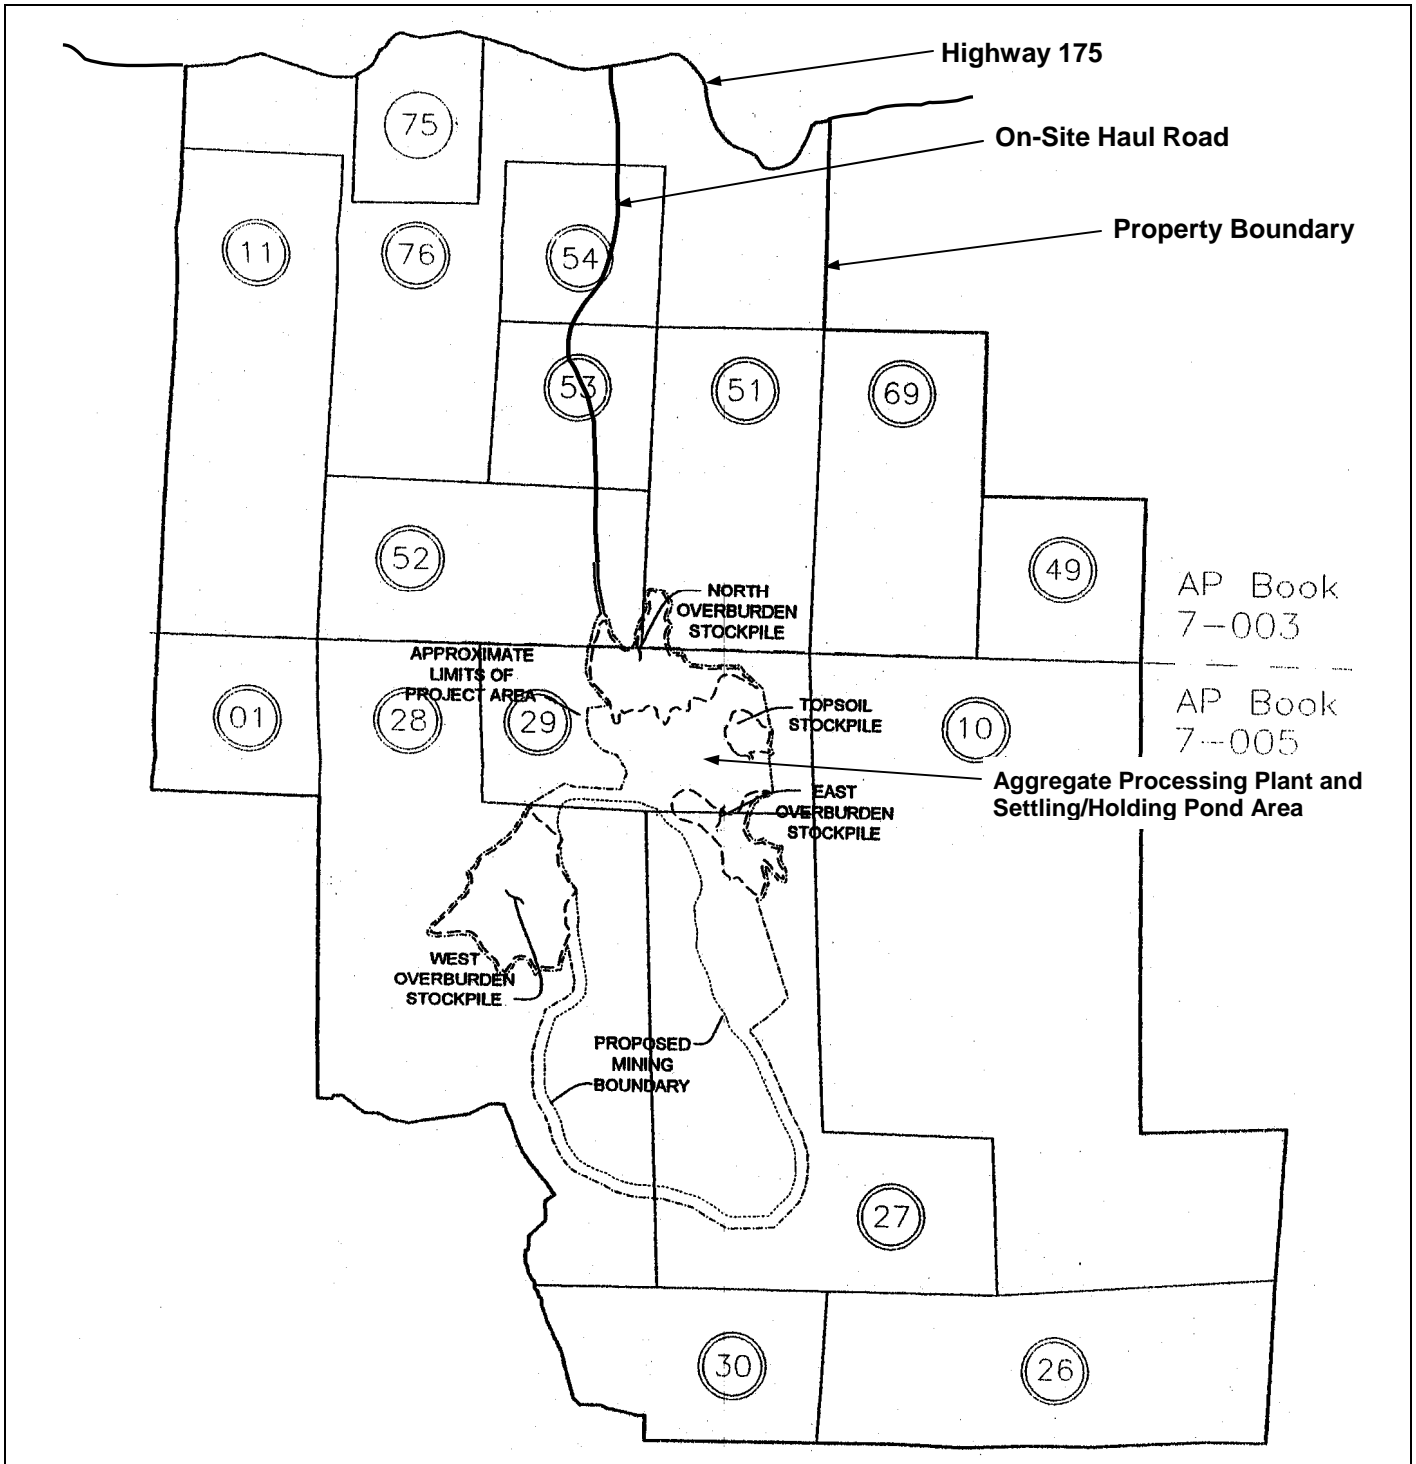 Highway 175
75
On-Site Haul Road
Property Boundary
11
76
54
53
51
69
52
49
AP Book
7-003
NORTH
OVERBURDEN
STOCKPILE
APPROXIMATE
LIMITS OF
PROJECT AREA
01
28
29
TOPSOIL
STOCKPILE
10
AP Book
7-005
Aggregate Processing Plant and
Settling/Holding Pond Area
EAST
OVERBURDEN
STOCKPILE
WEST
OVERBURDEN
STOCKPILE
PROPOSED
MINING
BOUNDARY
27
30
26